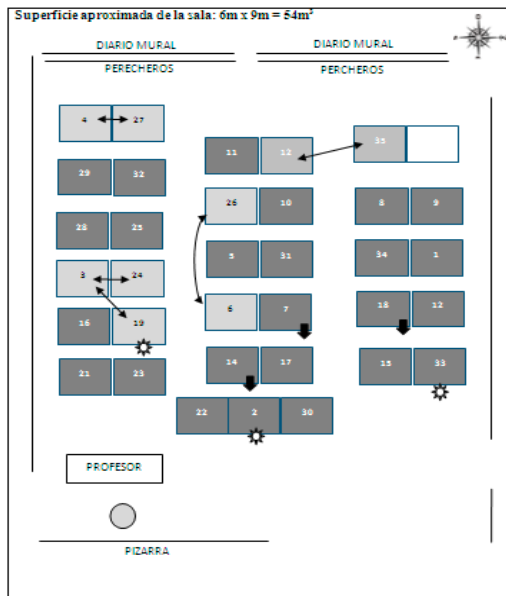 Superficie aproximada de la sala: 6m x 9m = 54m²
DIARIO MURAL DIARIO MURAL
PERECHEROS PERCHEROS
4 27
11 12 35
29 32
26 10 8 9
28 25
5 31 34 1
3 24
6 7 18 12
16 19
14 17 15 33
21 23
22 2 30
PROFESOR
PIZARRA